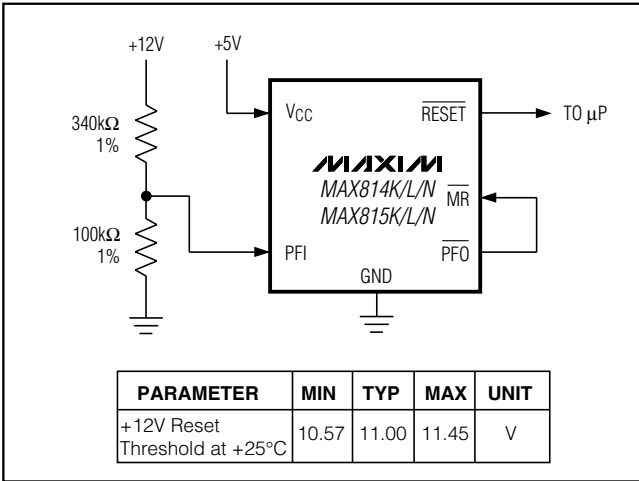 +12V
+5V
340kΩ
1%
100kΩ
1%
VCC
RESET
TO μP
MAXIM
MAX814K/L/N
MAX815K/L/N
MR
PFI
PFO
GND
PARAMETER MIN TYP MAX UNIT
+12V Reset
Threshold at +25°C 10.57 11.00 11.45 V